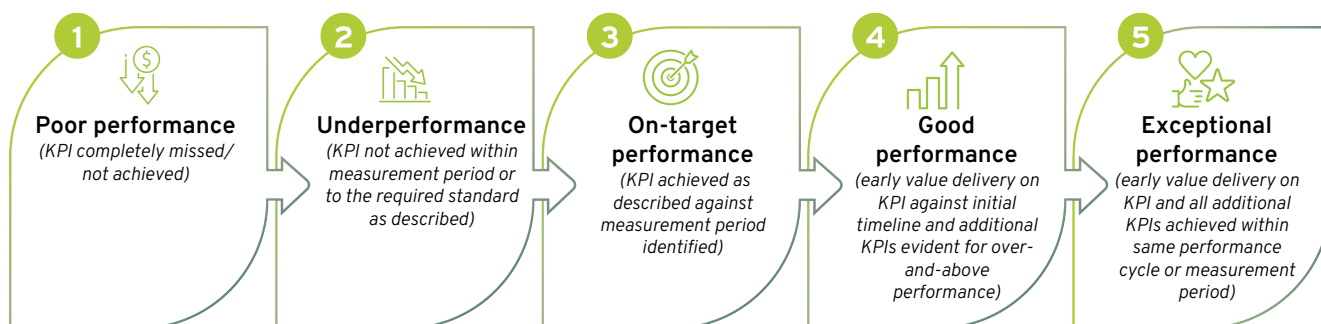 1
Poor performance
(KPI completely missed/
not achieved)
2
Underperformance
(KPI not achieved within
measurement period or
to the required standard
as described)
3
On-target
performance
(KPI achieved as
described against
measurement period
identified)
4
Good
performance
(early value delivery on
KPI against initial
timeline and additional
KPIs evident for over-
and-above
performance)
5
Exceptional
performance
(early value delivery on
KPI and all additional
KPIs achieved within
same performance
cycle or measurement
period)